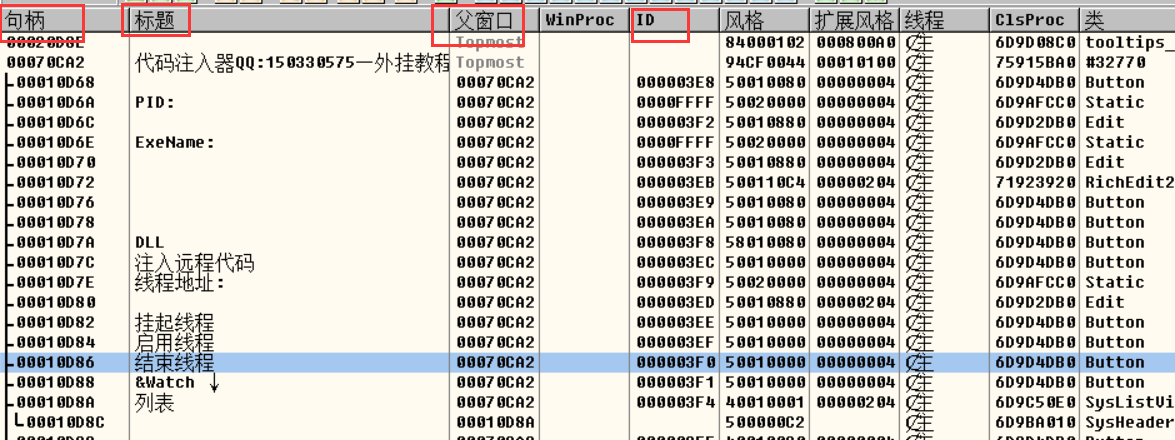 句柄 标题 父窗口 WinProc ID 风格 扩展风格 线程 ClsProc 类
00020D8E Topmost 84000102 000800A0 主 6D9D08C0 tooltips_
00070CA2 代码注入器QQ:150330575一外挂教程 Topmost 94CF0044 00010100 主 75915BA0 #32770
00010D68 00070CA2 000003E8 50010080 00000004 主 6D9D4DB0 Button
00010D6A PID: 00070CA2 0000FFFF 50020000 00000004 主 6D9AFCC0 Static
00010D6C 00070CA2 000003F2 50010880 00000004 主 6D9D2DB0 Edit
00010D6E ExeName: 00070CA2 0000FFFF 50020000 00000004 主 6D9AFCC0 Static
00010D70 00070CA2 000003F3 50010880 00000004 主 6D9D2DB0 Edit
00010D72 00070CA2 000003EB 500110C4 00000204 主 71923920 RichEdit2
00010D76 00070CA2 000003E9 50010080 00000004 主 6D9D4DB0 Button
00010D78 00070CA2 000003EA 50010080 00000004 主 6D9D4DB0 Button
00010D7A DLL 00070CA2 000003F8 58010080 00000004 主 6D9D4DB0 Button
00010D7C 注入远程代码 00070CA2 000003EC 50010000 00000004 主 6D9D4DB0 Button
00010D7E 线程地址: 00070CA2 000003F9 50020000 00000004 主 6D9AFCC0 Static
00010D80 00070CA2 000003ED 50010880 00000204 主 6D9D2DB0 Edit
00010D82 挂起线程 00070CA2 000003EE 50010000 00000004 主 6D9D4DB0 Button
00010D84 启用线程 00070CA2 000003EF 50010000 00000004 主 6D9D4DB0 Button
00010D86 结束线程 00070CA2 000003F0 50010000 00000004 主 6D9D4DB0 Button
00010D88 &Watch ↓ 00070CA2 000003F1 50010000 00000004 主 6D9D4DB0 Button
00010D8A 列表 00070CA2 000003F4 40010001 00000204 主 6D9C50E0 SysListVi
00010D8C 00010D8A 500000C2 主 6D9BA010 SysHeader